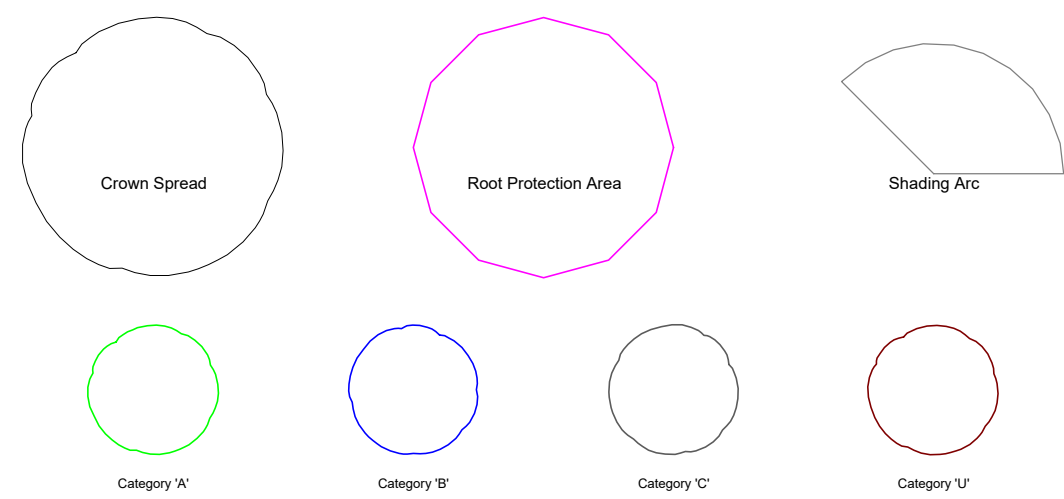 Crown Spread
Root Protection Area
Shading Arc
Category 'A'
Category 'B'
Category 'C'
Category 'U'